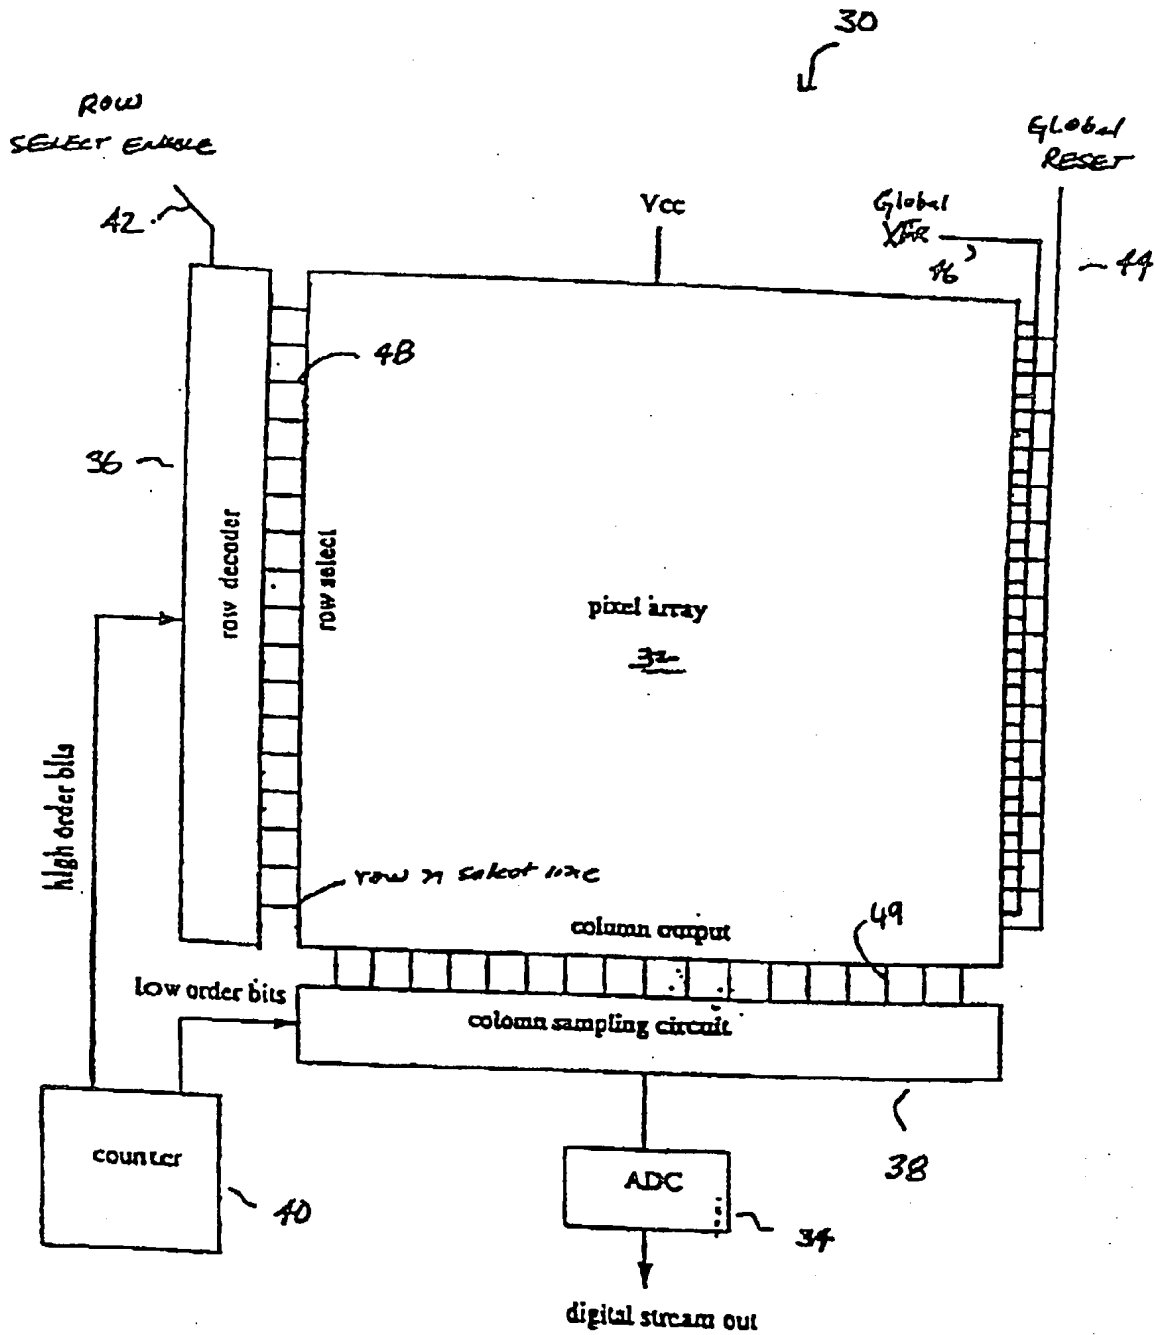 30
ROW
SELECT ENABLE
42
Vcc
Global
XFR
46
Global
RESET
44
48
36
row decoder
row select
pixel array
32
high order bits
row n select line
column output
49
low order bits
colomn sampling circuit
38
counter
40
ADC
34
digital stream out